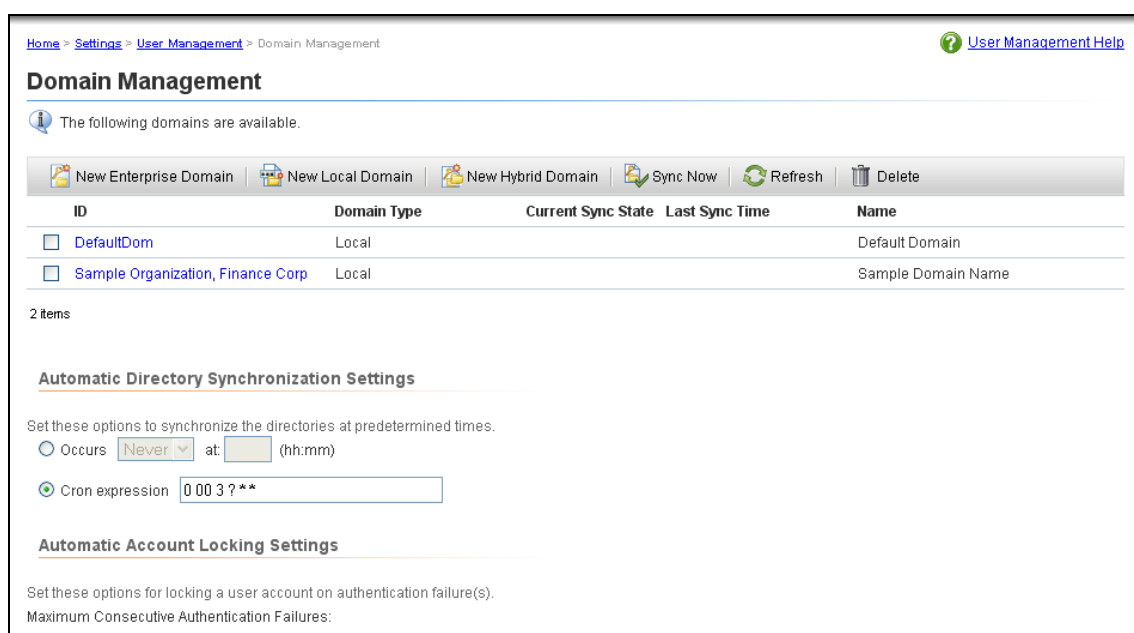 Home > Settings > User Management > Domain Management
User Management Help
Domain Management
The following domains are available.
New Enterprise Domain New Local Domain New Hybrid Domain Sync Now Refresh Delete
ID Domain Type Current Sync State Last Sync Time Name
DefaultDom Local Default Domain
Sample Organization, Finance Corp Local Sample Domain Name
2 items
Automatic Directory Synchronization Settings
Set these options to synchronize the directories at predetermined times.
Occurs Never at: (hh:mm)
Cron expression 0 00 3 ? * *
Automatic Account Locking Settings
Set these options for locking a user account on authentication failure(s).
Maximum Consecutive Authentication Failures: